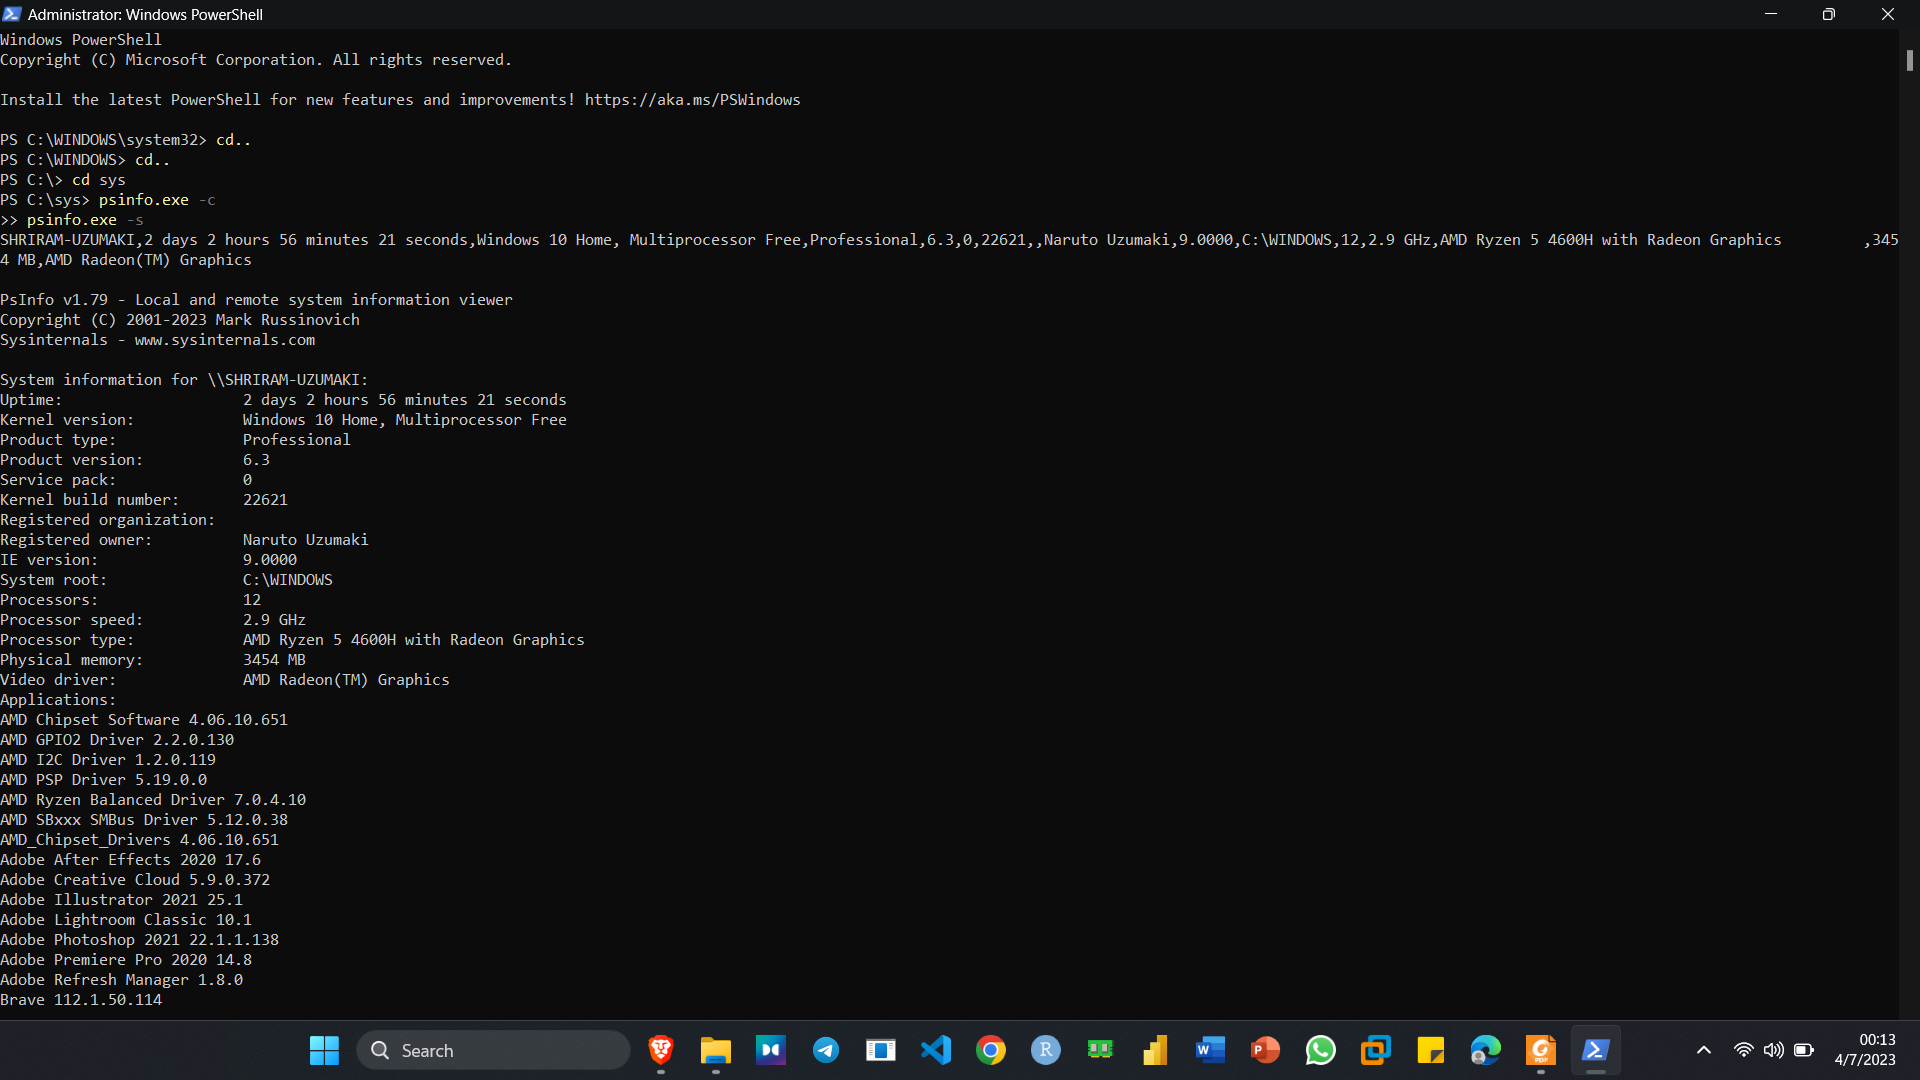 Administrator: Windows PowerShell
Windows PowerShell
Copyright (C) Microsoft Corporation. All rights reserved.
Install the latest PowerShell for new features and improvements! https://aka.ms/PSWindows
PS C:\WINDOWS\system32> cd..
PS C:\WINDOWS> cd..
PS C:\> cd sys
PS C:\sys> psinfo.exe -c
>> psinfo.exe -s
SHRIRAM-UZUMAKI,2 days 2 hours 56 minutes 21 seconds,Windows 10 Home, Multiprocessor Free,Professional,6.3,0,22621,,Naruto Uzumaki,9.0000,C:\WINDOWS,12,2.9 GHz,AMD Ryzen 5 4600H with Radeon Graphics         ,345
4 MB,AMD Radeon(TM) Graphics
PsInfo v1.79 - Local and remote system information viewer
Copyright (C) 2001-2023 Mark Russinovich
Sysinternals - www.sysinternals.com
System information for \\SHRIRAM-UZUMAKI:
Uptime:                    2 days 2 hours 56 minutes 21 seconds
Kernel version:            Windows 10 Home, Multiprocessor Free
Product type:              Professional
Product version:           6.3
Service pack:              0
Kernel build number:       22621
Registered organization:
Registered owner:          Naruto Uzumaki
IE version:                9.0000
System root:               C:\WINDOWS
Processors:                12
Processor speed:           2.9 GHz
Processor type:            AMD Ryzen 5 4600H with Radeon Graphics
Physical memory:           3454 MB
Video driver:              AMD Radeon(TM) Graphics
Applications:
AMD Chipset Software 4.06.10.651
AMD GPIO2 Driver 2.2.0.130
AMD I2C Driver 1.2.0.119
AMD PSP Driver 5.19.0.0
AMD Ryzen Balanced Driver 7.0.4.10
AMD SBxxx SMBus Driver 5.12.0.38
AMD_Chipset_Drivers 4.06.10.651
Adobe After Effects 2020 17.6
Adobe Creative Cloud 5.9.0.372
Adobe Illustrator 2021 25.1
Adobe Lightroom Classic 10.1
Adobe Photoshop 2021 22.1.1.138
Adobe Premiere Pro 2020 14.8
Adobe Refresh Manager 1.8.0
Brave 112.1.50.114
Search
R
W
P
PDF
00:13
4/7/2023